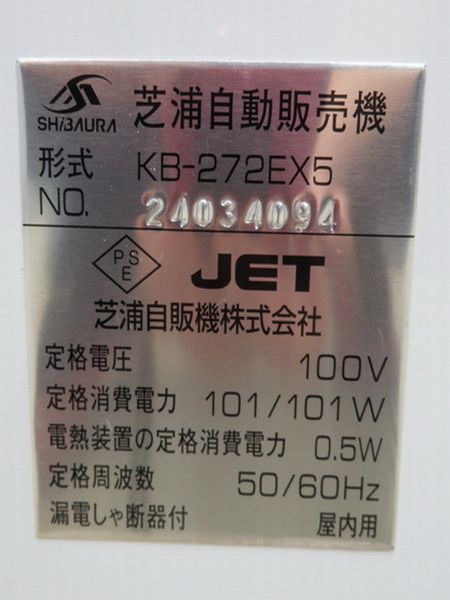 SHiBAURA
芝浦自動販売機
形式 KB-272EX5
NO. 24034094
PSE
JET
芝浦自販機株式会社
定格電圧 100V
定格消費電力 101/101W
電熱装置の定格消費電力 0.5W
定格周波数 50/60Hz
漏電しゃ断器付 屋内用